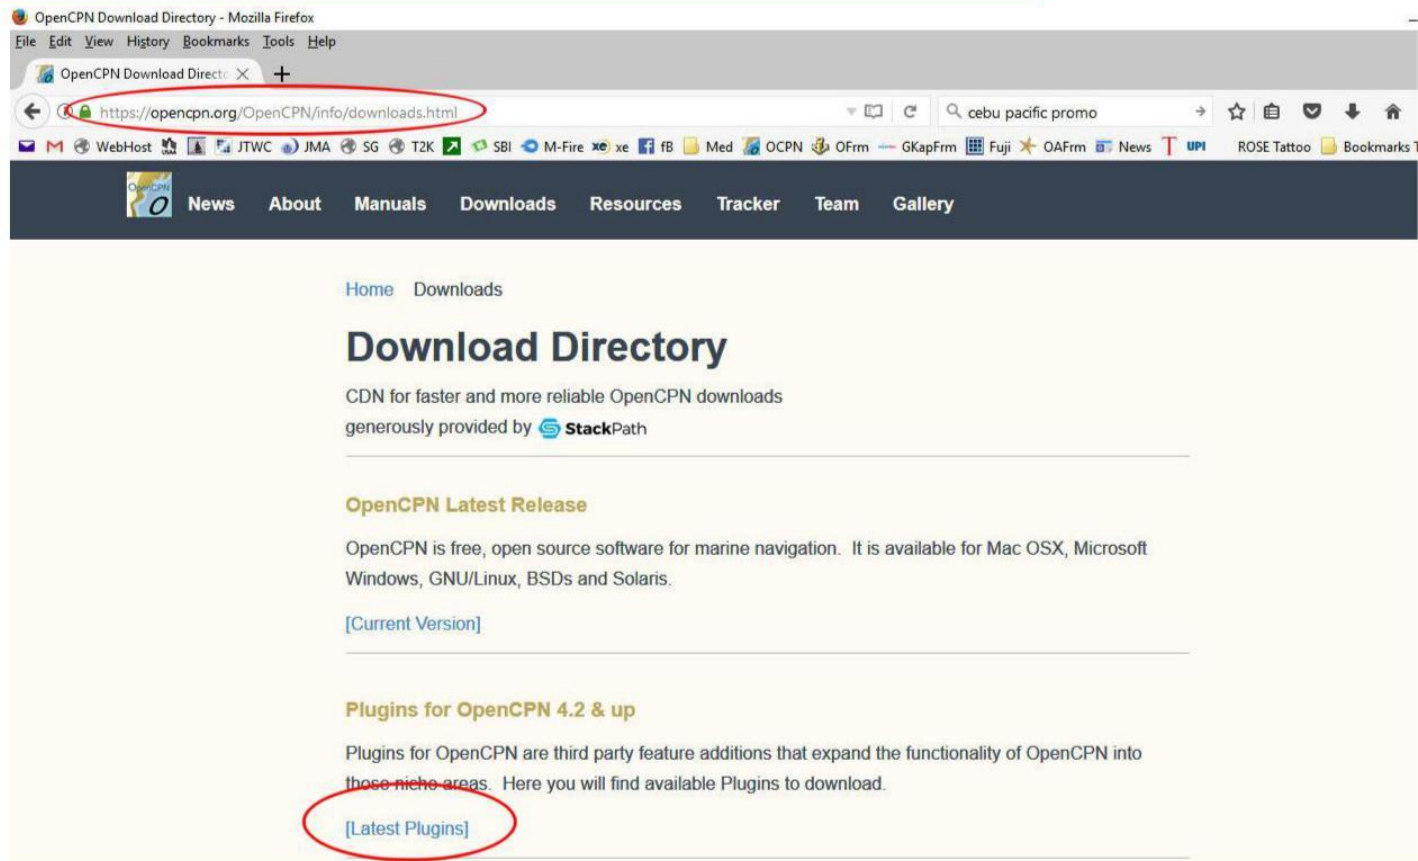 OpenCPN Download Directory - Mozilla Firefox
File Edit View History Bookmarks Tools Help
OpenCPN Download Directo
https://opencpn.org/OpenCPN/info/downloads.html cebu pacific promo
WebHost JTWC JMA SG T2K SBI M-Fire xe xe fB Med OCPN OFrm GKapFrm Fuji OAFrm News UPI ROSE Tattoo Bookmarks T
OpenCPN News About Manuals Downloads Resources Tracker Team Gallery
Home Downloads
Download Directory
CDN for faster and more reliable OpenCPN downloads
generously provided by StackPath
OpenCPN Latest Release
OpenCPN is free, open source software for marine navigation. It is available for Mac OSX, Microsoft
Windows, GNU/Linux, BSDs and Solaris.
[Current Version]
Plugins for OpenCPN 4.2 & up
Plugins for OpenCPN are third party feature additions that expand the functionality of OpenCPN into
those niche areas. Here you will find available Plugins to download.
[Latest Plugins]